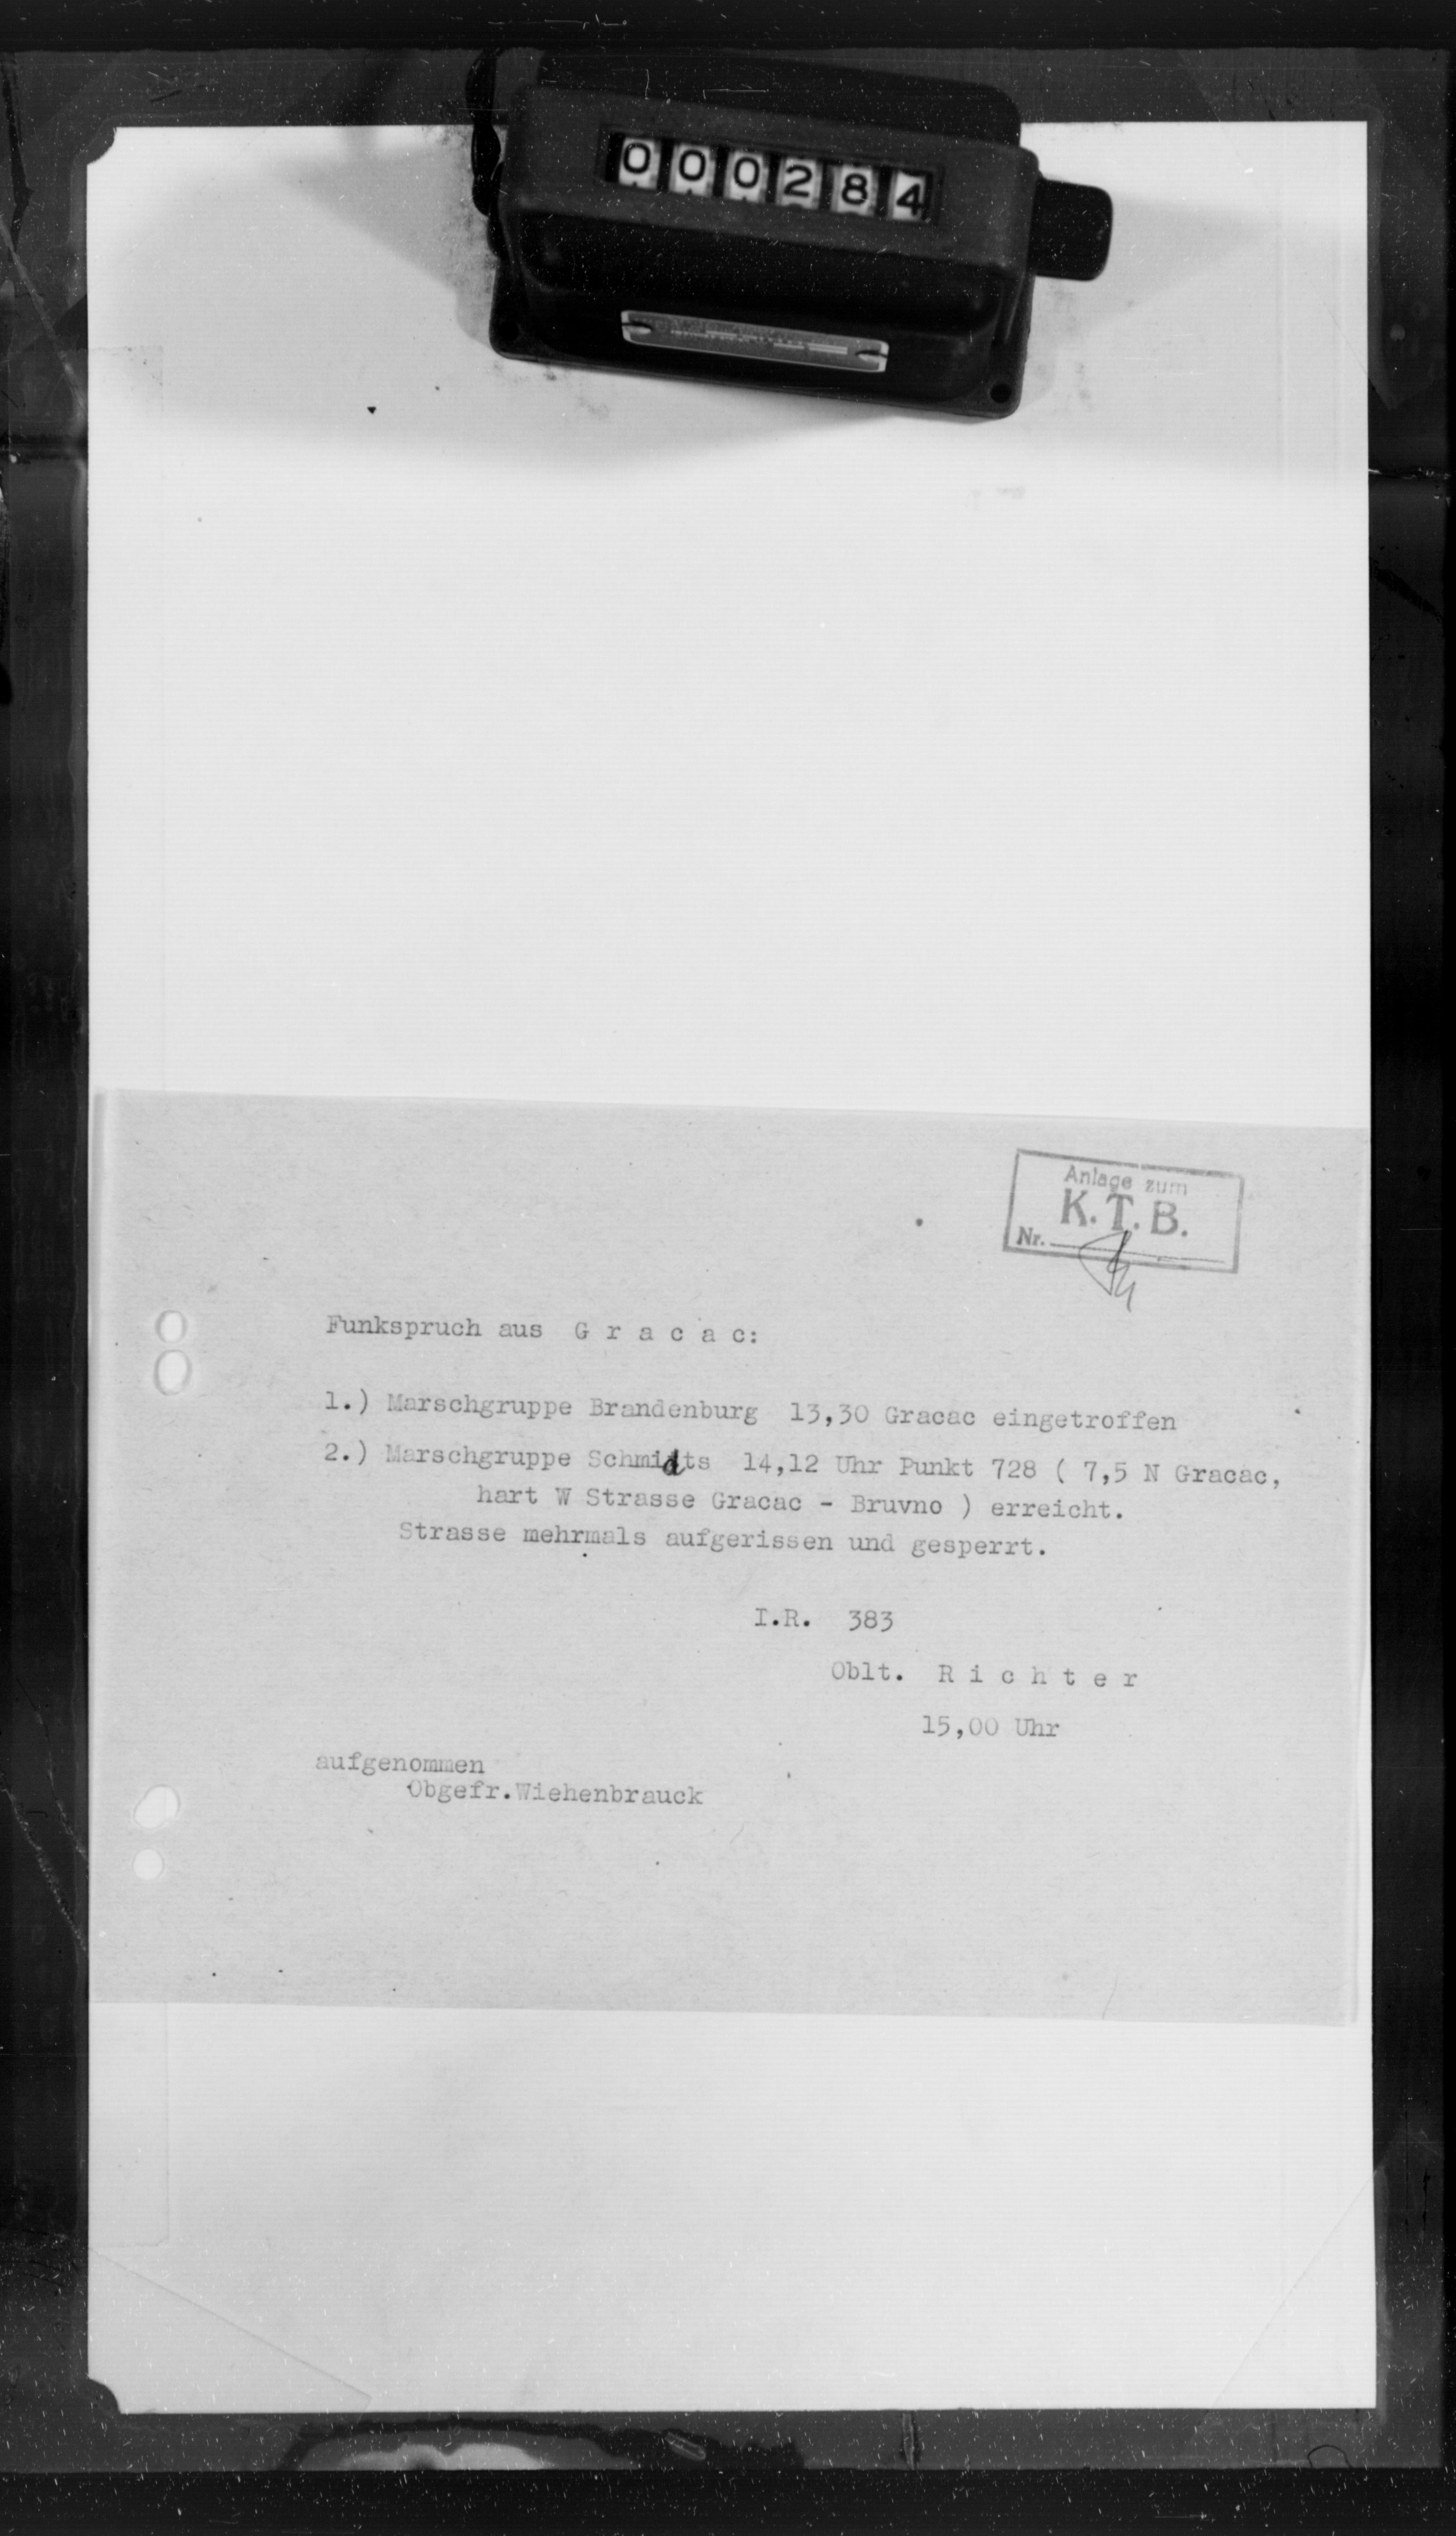 000284
Anlage zum
K. T. B.
Nr.
Funkspruch aus G r a c a c:
1.) Marschgruppe Brandenburg 13,30 Gracac eingetroffen
2.) Marschgruppe Schmidts 14,12 Uhr Punkt 728 ( 7,5 N Gracac,
hart W Strasse Gracac - Bruvno ) erreicht.
Strasse mehrmals aufgerissen und gesperrt.
I.R. 383
Oblt. R i c h t e r
15,00 Uhr
aufgenommen
Obgefr.Wiehenbrauck